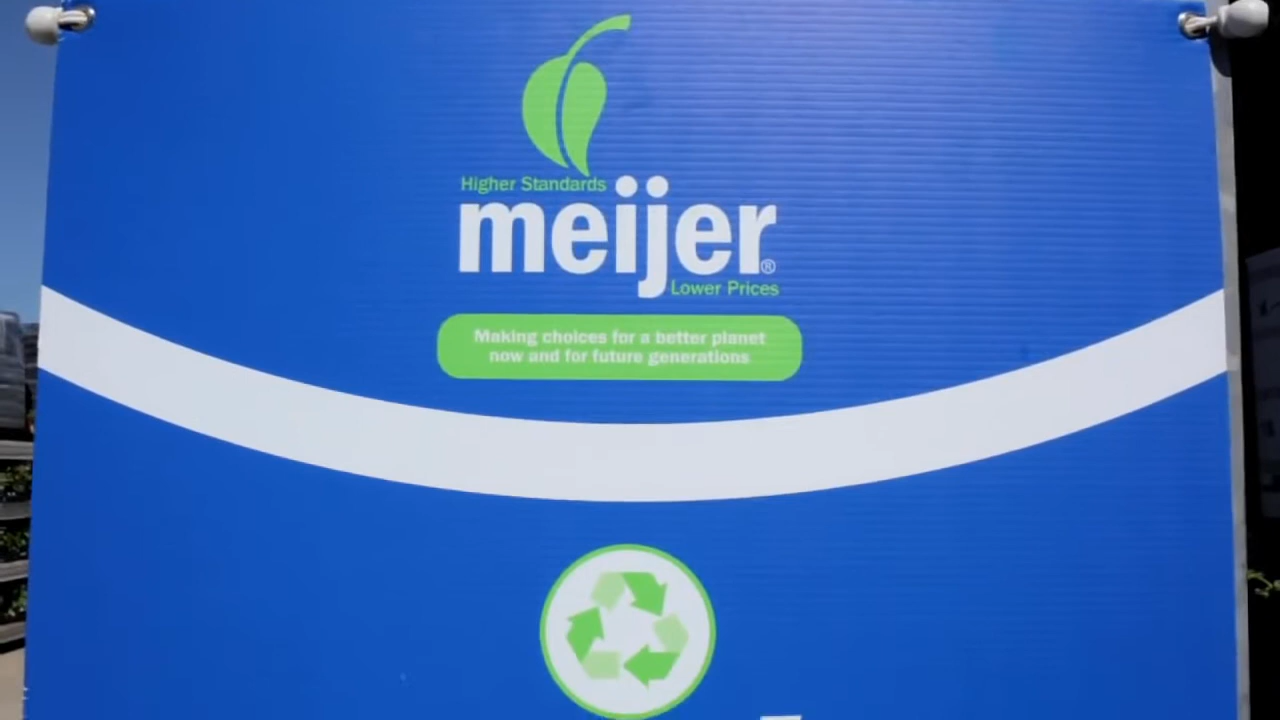 Higher Standards
meijer®
Lower Prices
Making choices for a better planet
now and for future generations